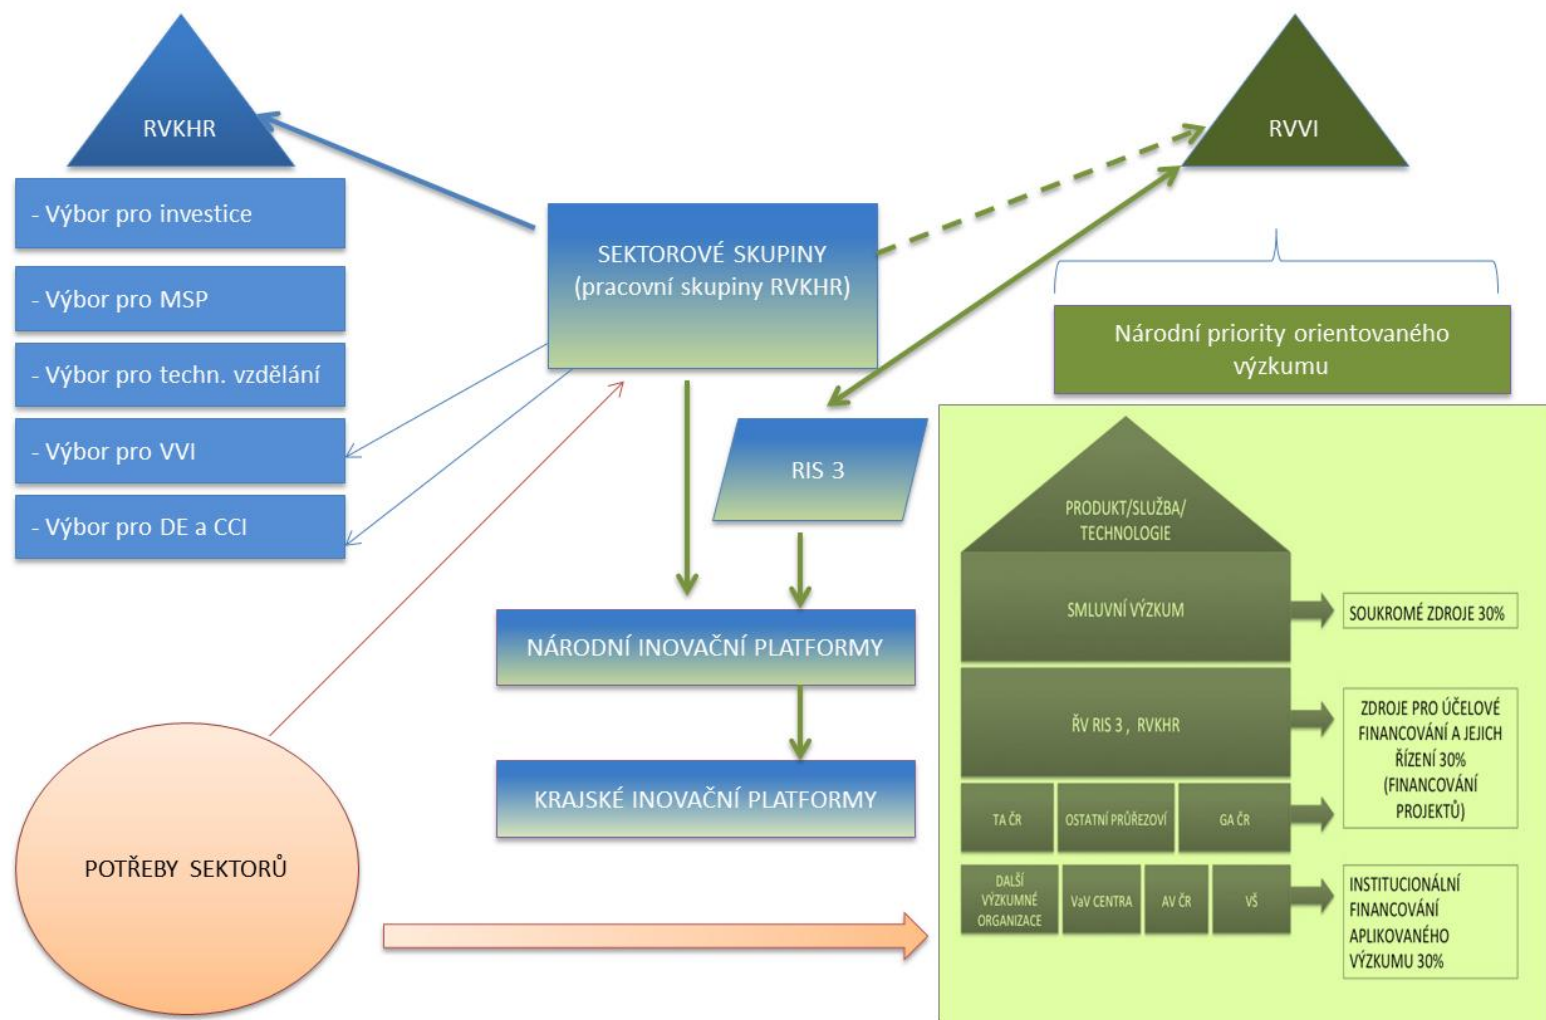 RVKHR
- Výbor pro investice
- Výbor pro MSP
- Výbor pro techn. vzdělání
- Výbor pro VVI
- Výbor pro DE a CCI
SEKTOROVÉ SKUPINY
(pracovní skupiny RVKHR)
RVVI
Národní priority orientovaného
výzkumu
RIS 3
NÁRODNÍ INOVAČNÍ PLATFORMY
KRAJSKÉ INOVAČNÍ PLATFORMY
POTŘEBY SEKTORŮ
PRODUKT/SLUŽBA/
TECHNOLOGIE
SMLUVNÍ VÝZKUM
SOUKROMÉ ZDROJE 30%
ŘV RIS 3 , RVKHR
ZDROJE PRO ÚČELOVÉ
FINANCOVÁNÍ A JEJICH
ŘÍZENÍ 30%
(FINANCOVÁNÍ
PROJEKTŮ)
TA ČR
OSTATNÍ PRŮŘEZOVÍ
GA ČR
DALŠÍ
VÝZKUMNÉ
ORGANIZACE
VaV CENTRA
AV ČR
VŠ
INSTITUCIONÁLNÍ
FINANCOVÁNÍ
APLIKOVANÉHO
VÝZKUMU 30%